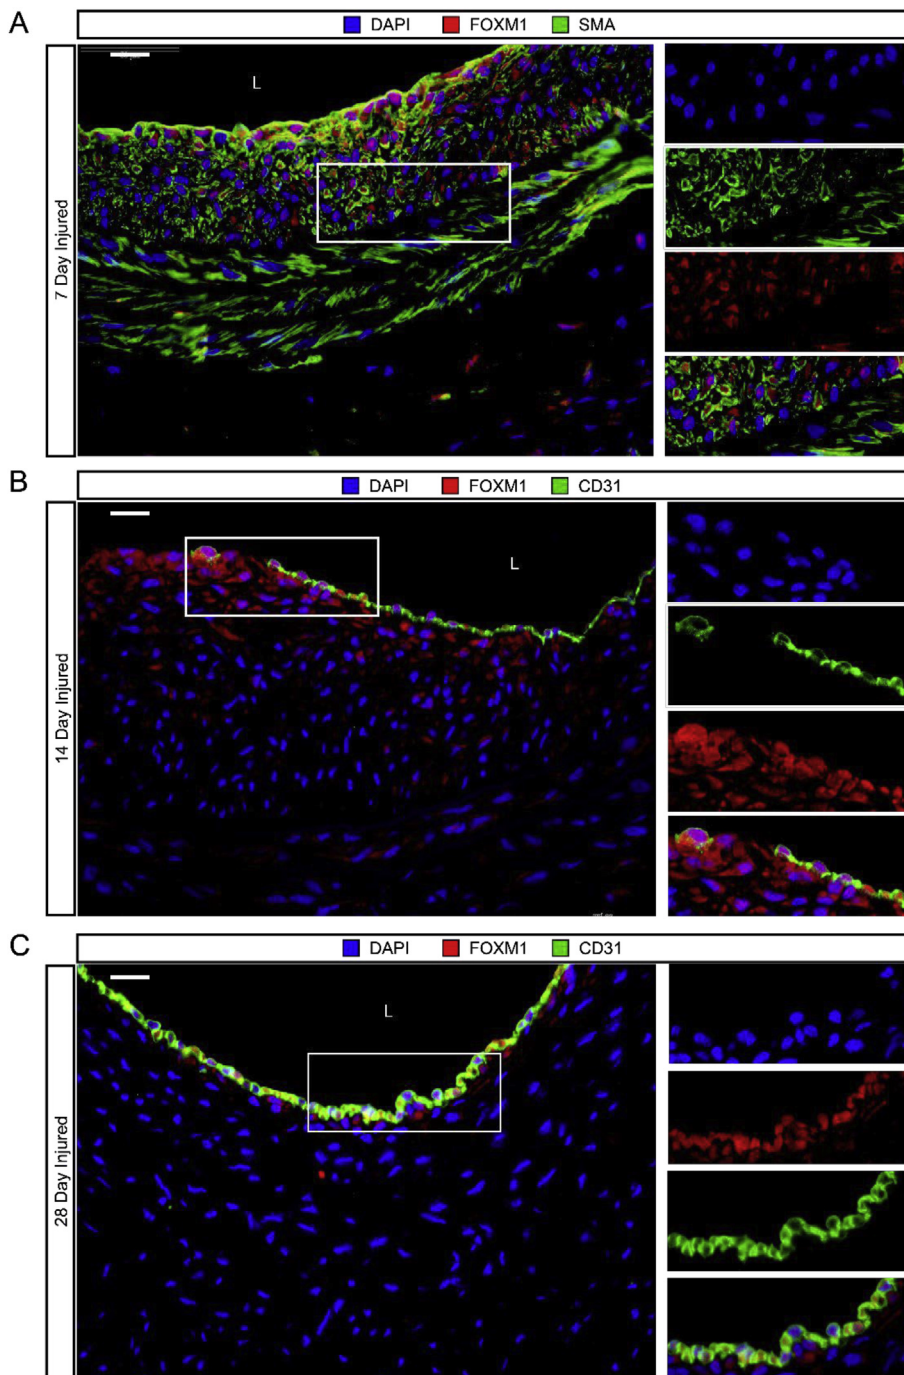 A
DAPI FOXM1 SMA
7 Day Injured
L
B
DAPI FOXM1 CD31
14 Day Injured
L
C
DAPI FOXM1 CD31
28 Day Injured
L